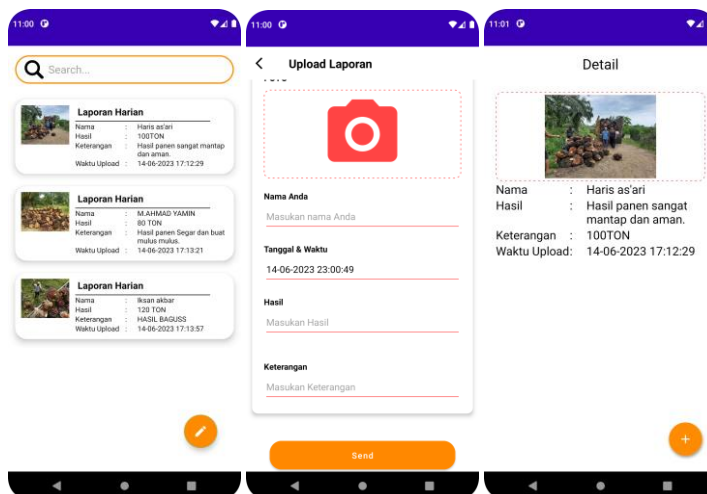 11:00
Search...
Laporan Harian
Nama : Haris as'ari
Hasil : 100TON
Keterangan : Hasil panen sangat mantap
dan aman.
Waktu Upload : 14-06-2023 17:12:29
Laporan Harian
Nama : M.AHMAD YAMIN
Hasil : 80 TON
Keterangan : Hasil panen Segar dan buat
mulus mulus.
Waktu Upload : 14-06-2023 17:13:21
Laporan Harian
Nama : Iksan akbar
Hasil : 120 TON
Keterangan : HASIL BAGUSS
Waktu Upload : 14-06-2023 17:13:57
11:00
Upload Laporan
Nama Anda
Masukan nama Anda
Tanggal & Waktu
14-06-2023 23:00:49
Hasil
Masukan Hasil
Keterangan
Masukan Keterangan
Send
11:01
Detail
Nama : Haris as'ari
Hasil : Hasil panen sangat
mantap dan aman.
Keterangan : 100TON
Waktu Upload: 14-06-2023 17:12:29